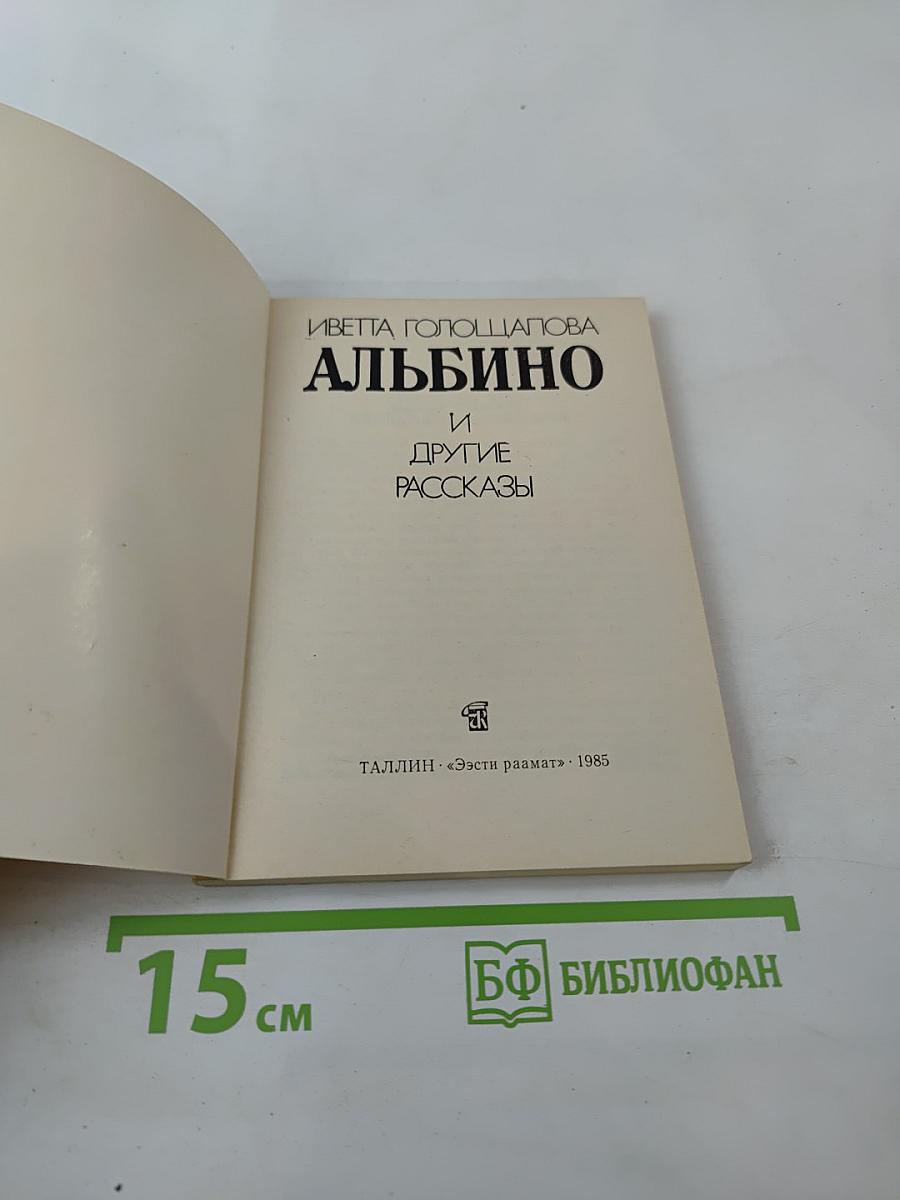 ИВЕТТА ГОЛОЩАПОВА
АЛЬБИНО
И
ДРУГИЕ
РАССКАЗЫ
ТАЛЛИН · «Ээсти раамат» · 1985
15 см
БФ БИБЛИОФАН